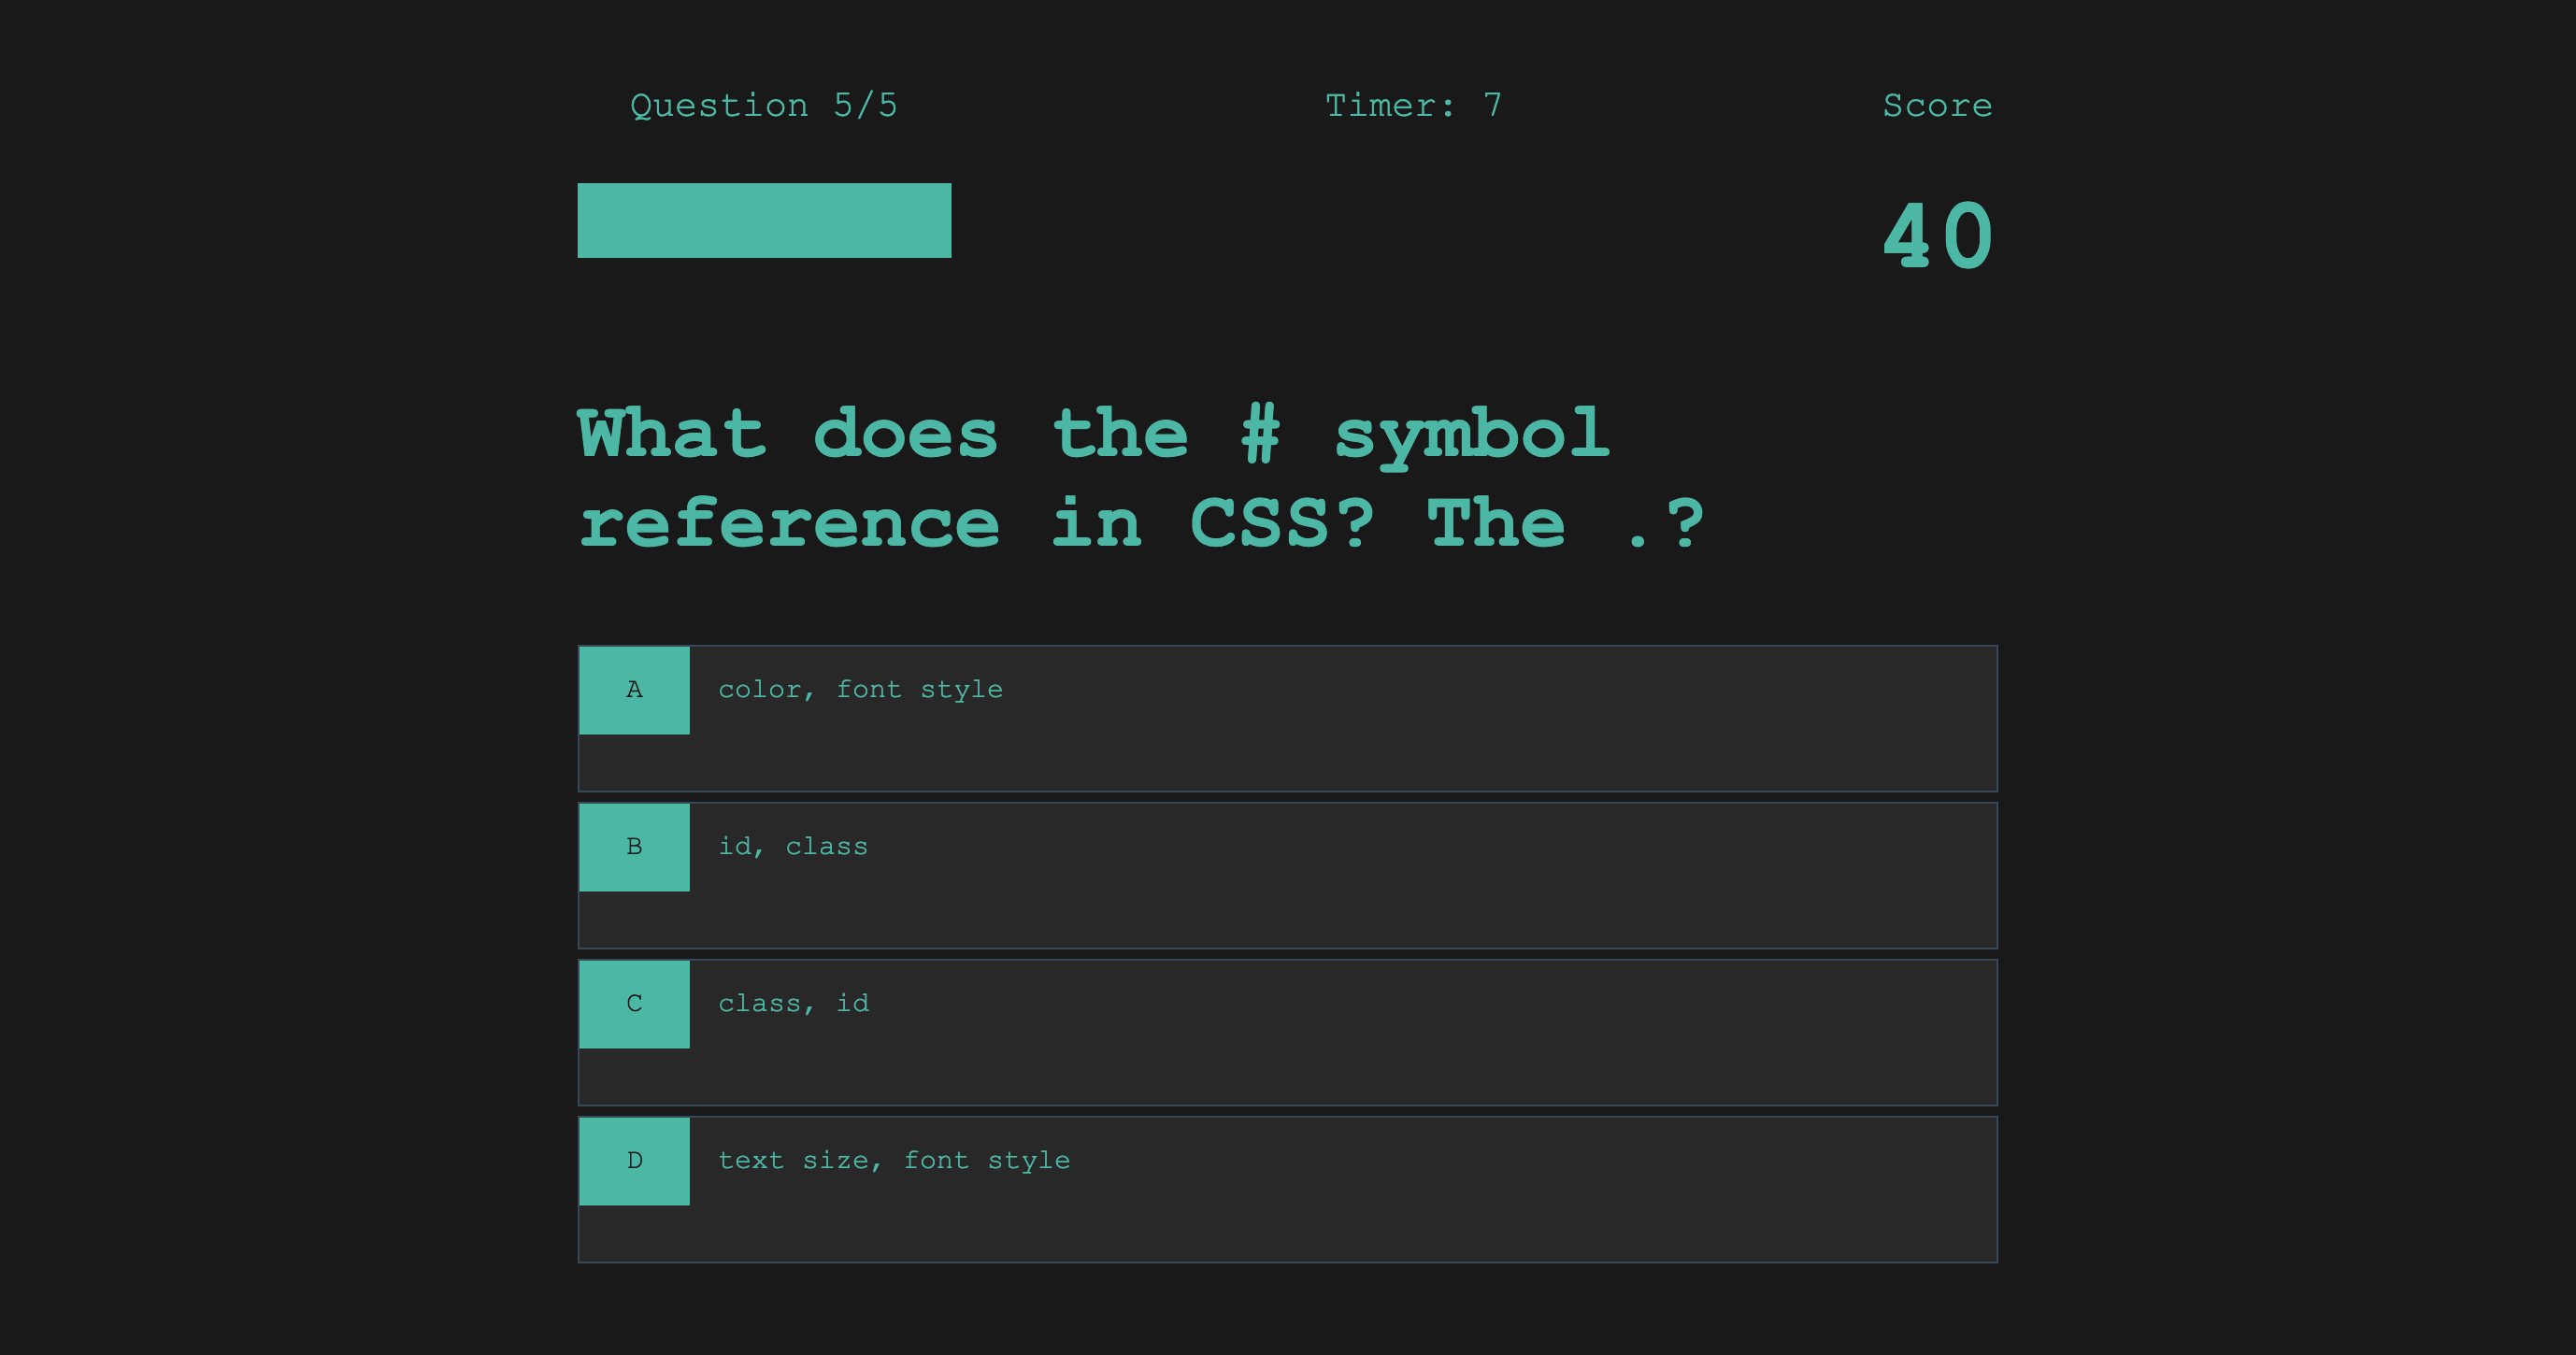 Question 5/5
Timer: 7
Score
40
What does the # symbol
reference in CSS? The .?
A color, font style
B id, class
C class, id
D text size, font style